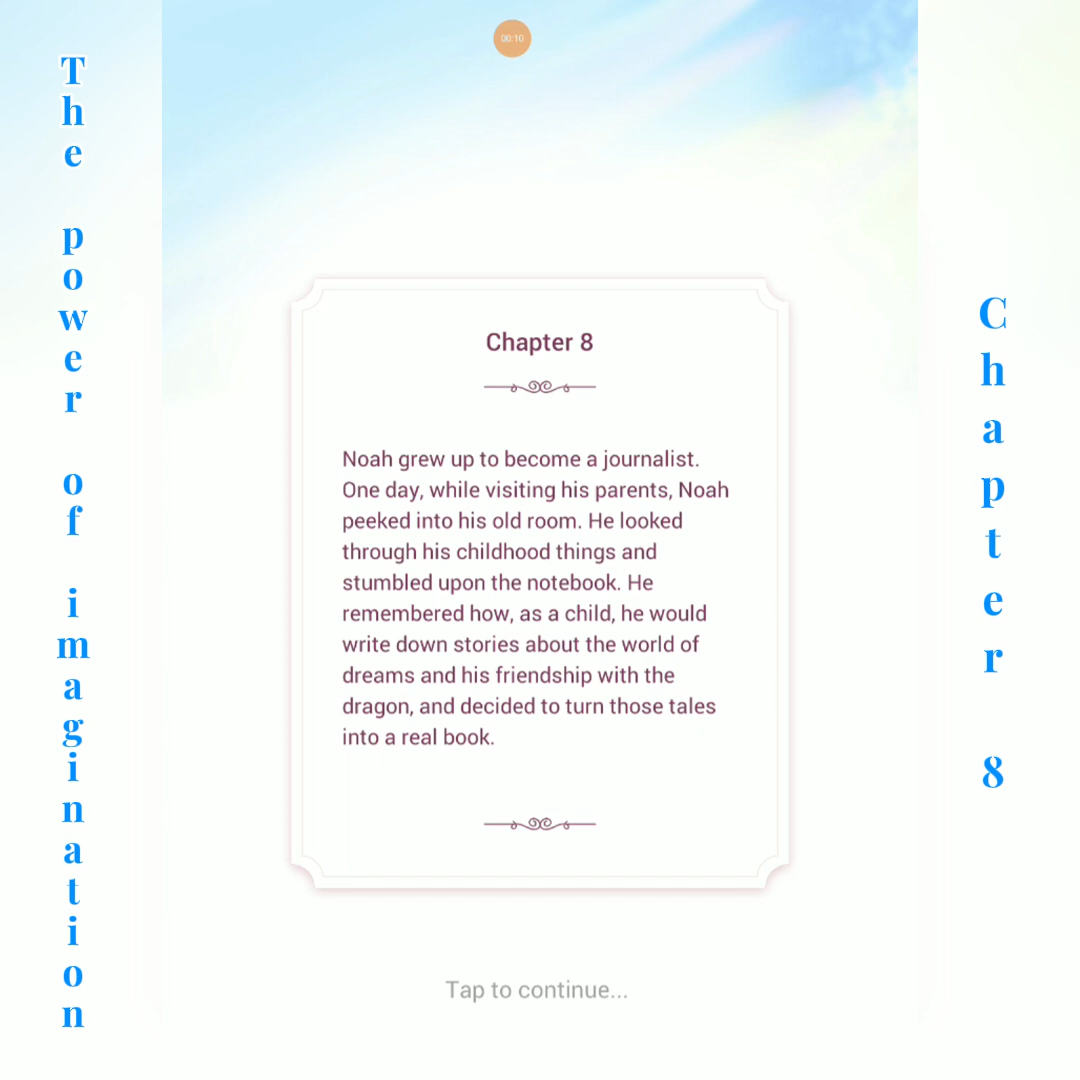 00:10
The power of imagination
Chapter 8
Noah grew up to become a journalist.
One day, while visiting his parents, Noah
peeked into his old room. He looked
through his childhood things and
stumbled upon the notebook. He
remembered how, as a child, he would
write down stories about the world of
dreams and his friendship with the
dragon, and decided to turn those tales
into a real book.
Tap to continue...
Chapter 8